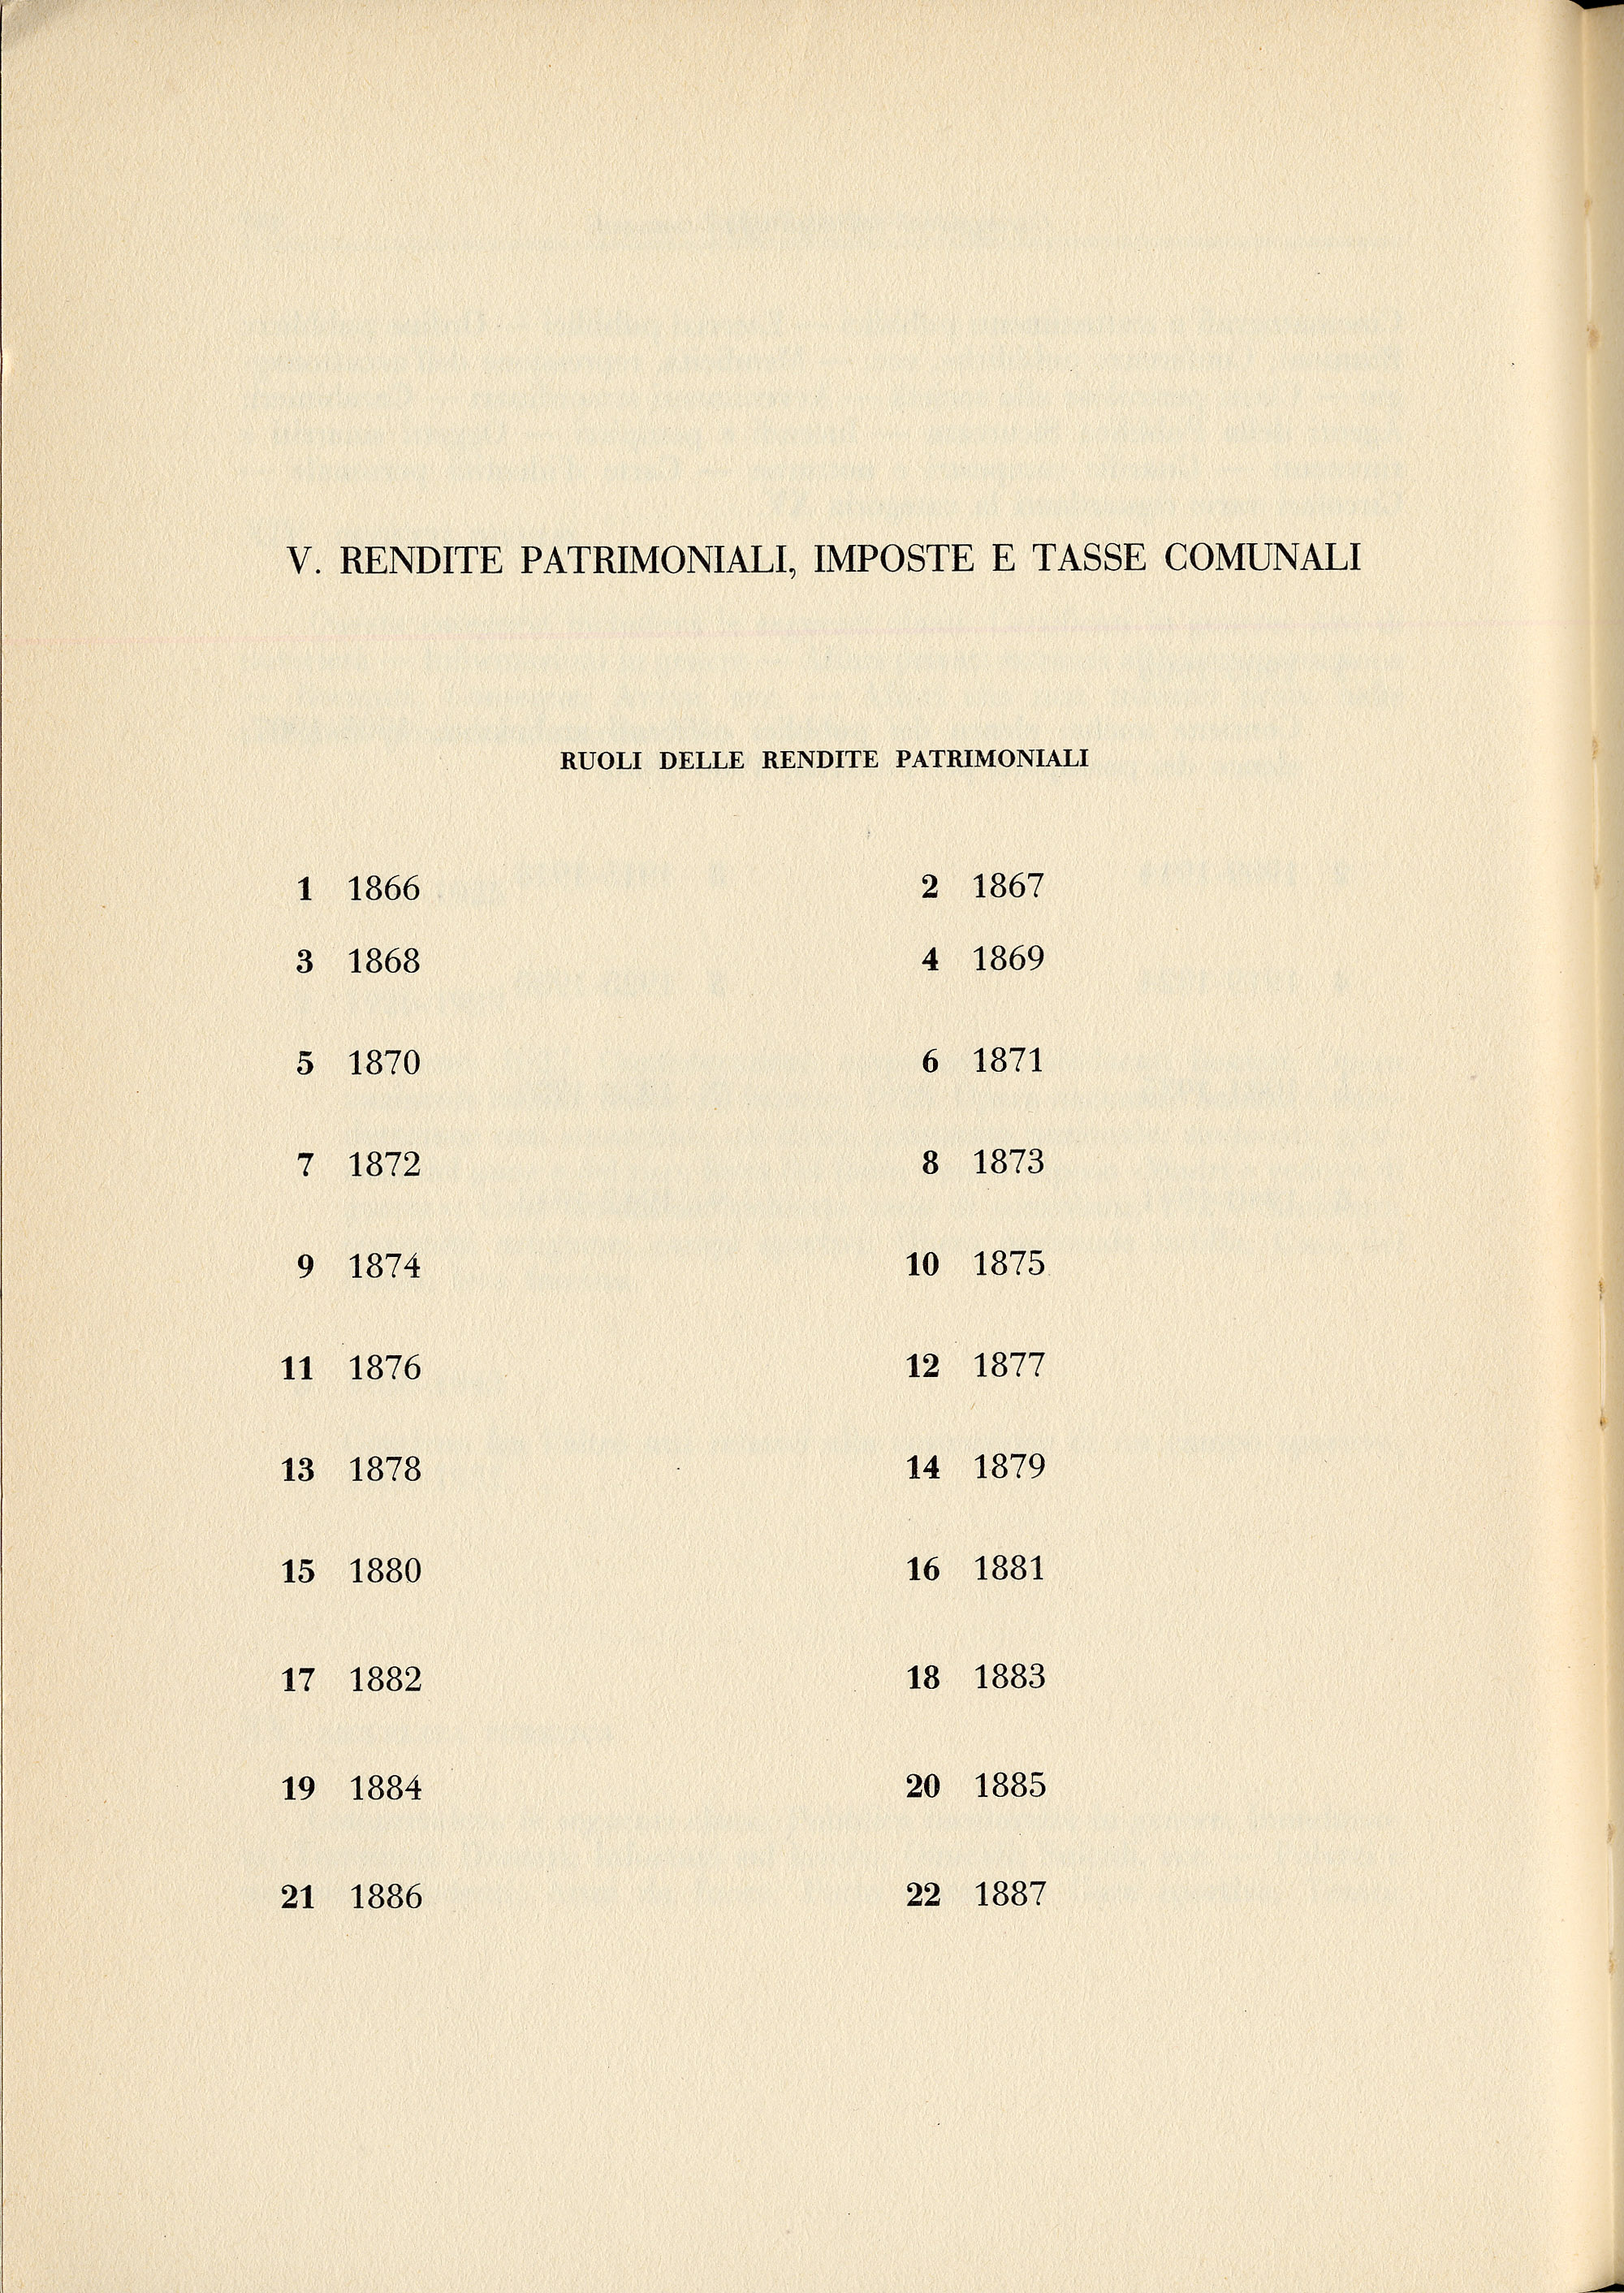 V. RENDITE PATRIMONIALI, IMPOSTE E TASSE COMUNALI
RUOLI DELLE RENDITE PATRIMONIALI
1 1866 2 1867
3 1868 4 1869
5 1870 6 1871
7 1872 8 1873
9 1874 10 1875
11 1876 12 1877
13 1878 14 1879
15 1880 16 1881
17 1882 18 1883
19 1884 20 1885
21 1886 22 1887